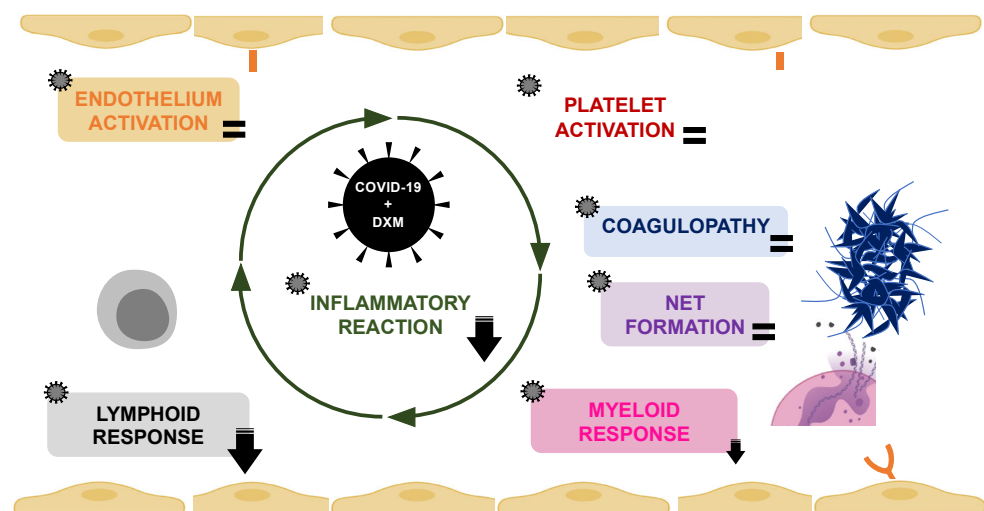 ENDOTHELIUM
ACTIVATION
PLATELET
ACTIVATION
COVID-19
+
DXM
COAGULOPATHY
INFLAMMATORY
REACTION
NET
FORMATION
LYMPHOID
RESPONSE
MYELOID
RESPONSE